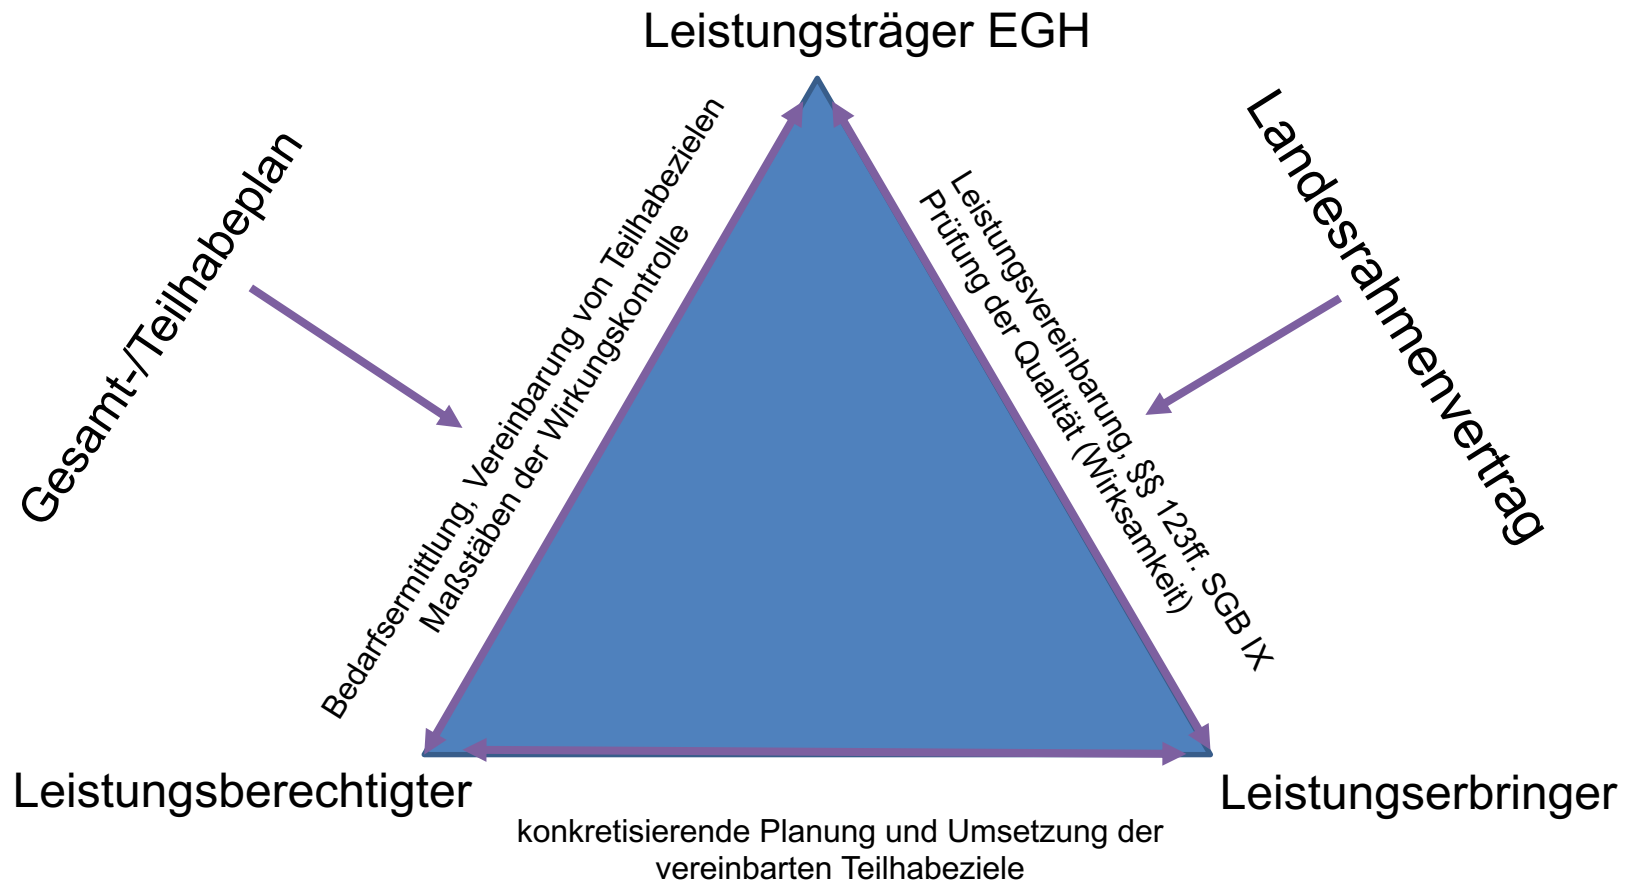 Leistungsträger EGH
Gesamt-/Teilhabeplan
Bedarfsermittlung, Vereinbarung von Teilhabezielen
Maßstäben der Wirkungskontrolle
Leistungsvereinbarung, §§ 123ff. SGB IX
Prüfung der Qualität (Wirksamkeit)
Landesrahmenvertrag
Leistungsberechtigter
Leistungserbringer
konkretisierende Planung und Umsetzung der
vereinbarten Teilhabeziele